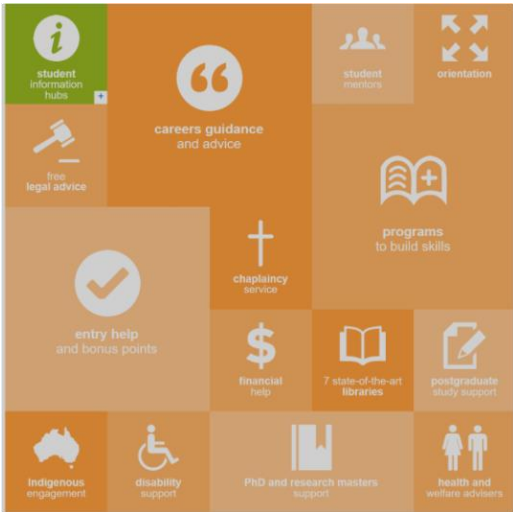 student
information
hubs
careers guidance
and advice
student
mentors
orientation
free
legal advice
programs
to build skills
chaplaincy
service
entry help
and bonus points
financial
help
7 state-of-the-art
libraries
postgraduate
study support
Indigenous
engagement
disability
support
PhD and research masters
support
health and
welfare advisers